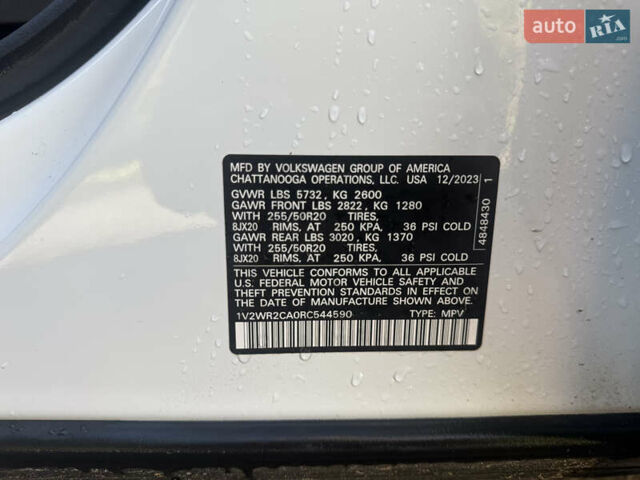 auto RIA.com
MFD BY VOLKSWAGEN GROUP OF AMERICA
CHATTANOOGA OPERATIONS, LLC. USA 12/2023
GVWR LBS 5732, KG 2600
GAWR FRONT LBS 2822, KG 1280
WITH 255/50R20 TIRES,
8JX20 RIMS, AT 250 KPA, 36 PSI COLD
GAWR REAR LBS 3020, KG 1370
WITH 255/50R20 TIRES,
8JX20 RIMS, AT 250 KPA, 36 PSI COLD
THIS VEHICLE CONFORMS TO ALL APPLICABLE
U.S. FEDERAL MOTOR VEHICLE SAFETY, BUMPER,
AND THEFT PREVENTION STANDARDS IN EFFECT ON
THE DATE OF MANUFACTURE SHOWN ABOVE.
1V2WR2CA0RC544590 TYPE: MPV
4848430 1